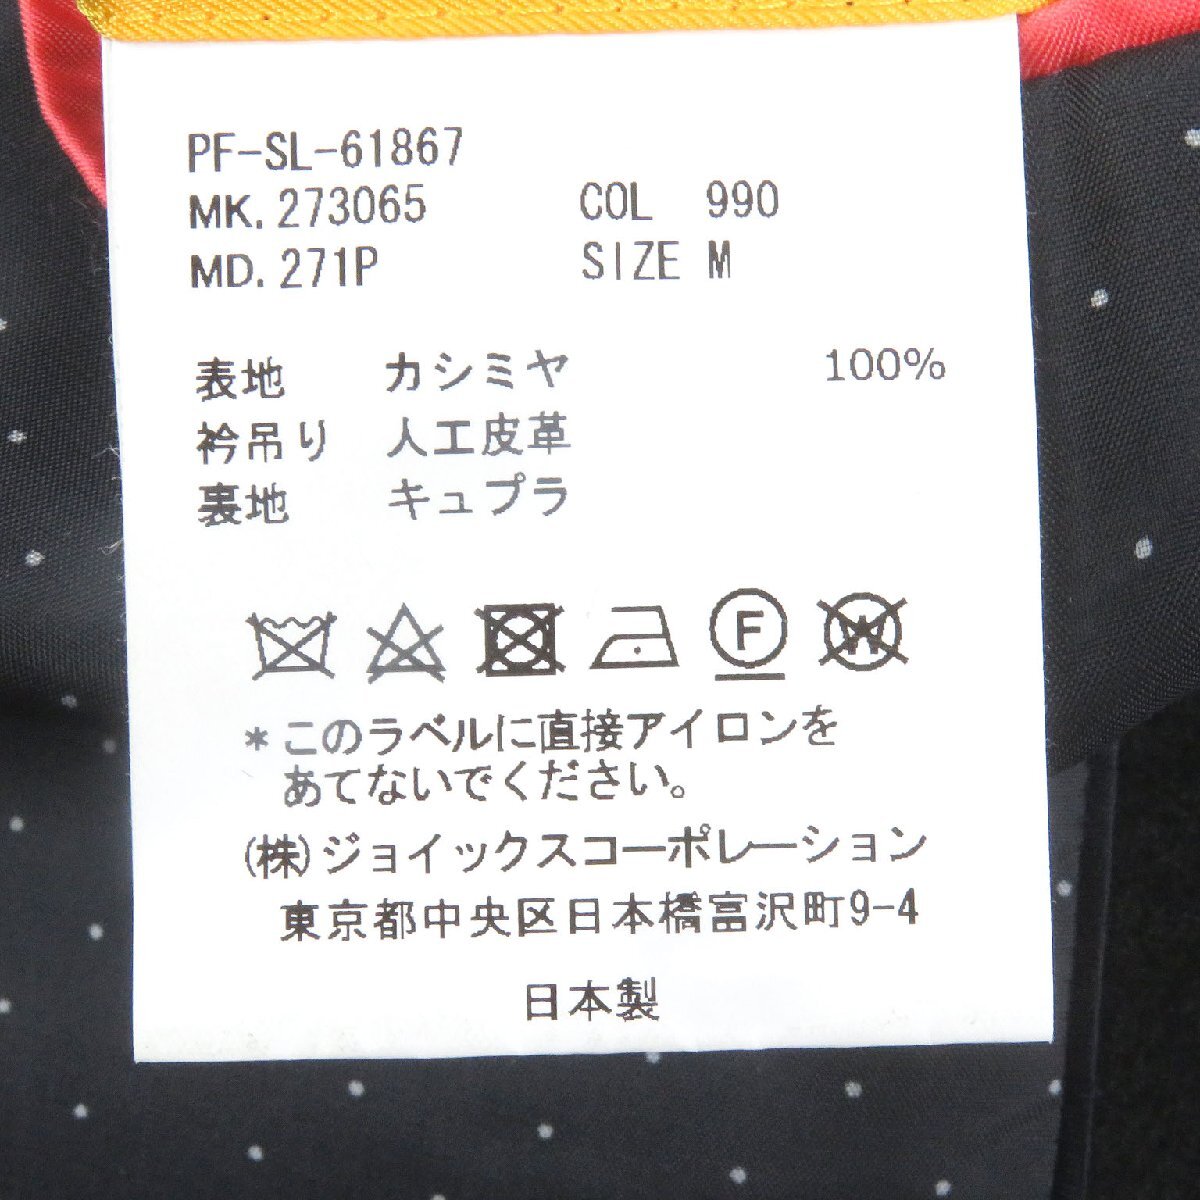 PF-SL-61867
MK. 273065 COL 990
MD. 271P SIZE M
表地 カシミヤ 100%
衿吊り 人工皮革
裏地 キュプラ
F W
*このラベルに直接アイロンを
あてないでください。
(株)ジョイックスコーポレーション
東京都中央区日本橋富沢町9-4
日本製